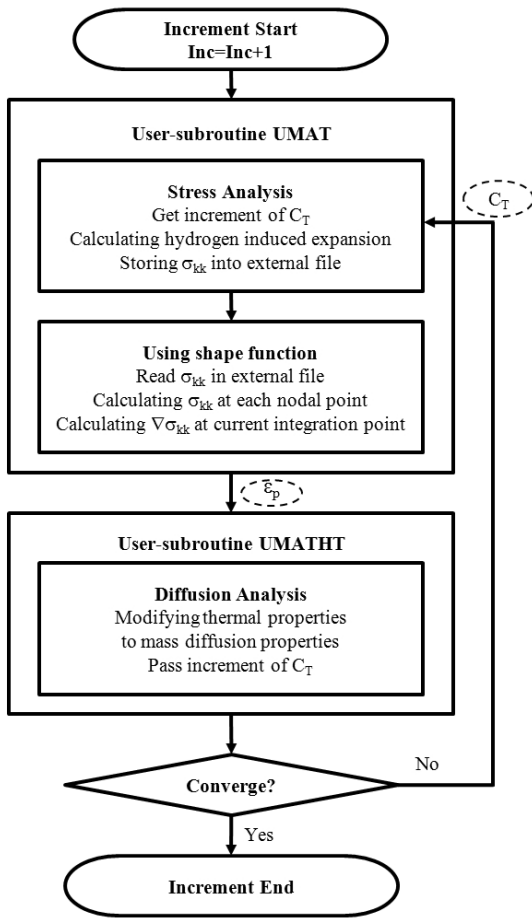 Increment Start
Inc=Inc+1
User-subroutine UMAT
C_T
Stress Analysis
Get increment of C_T
Calculating hydrogen induced expansion
Storing σ_kk into external file
Using shape function
Read σ_kk in external file
Calculating σ_kk at each nodal point
Calculating ∇σ_kk at current integration point
ε_p
User-subroutine UMATHT
Diffusion Analysis
Modifying thermal properties
to mass diffusion properties
Pass increment of C_T
No
Converge?
Yes
Increment End